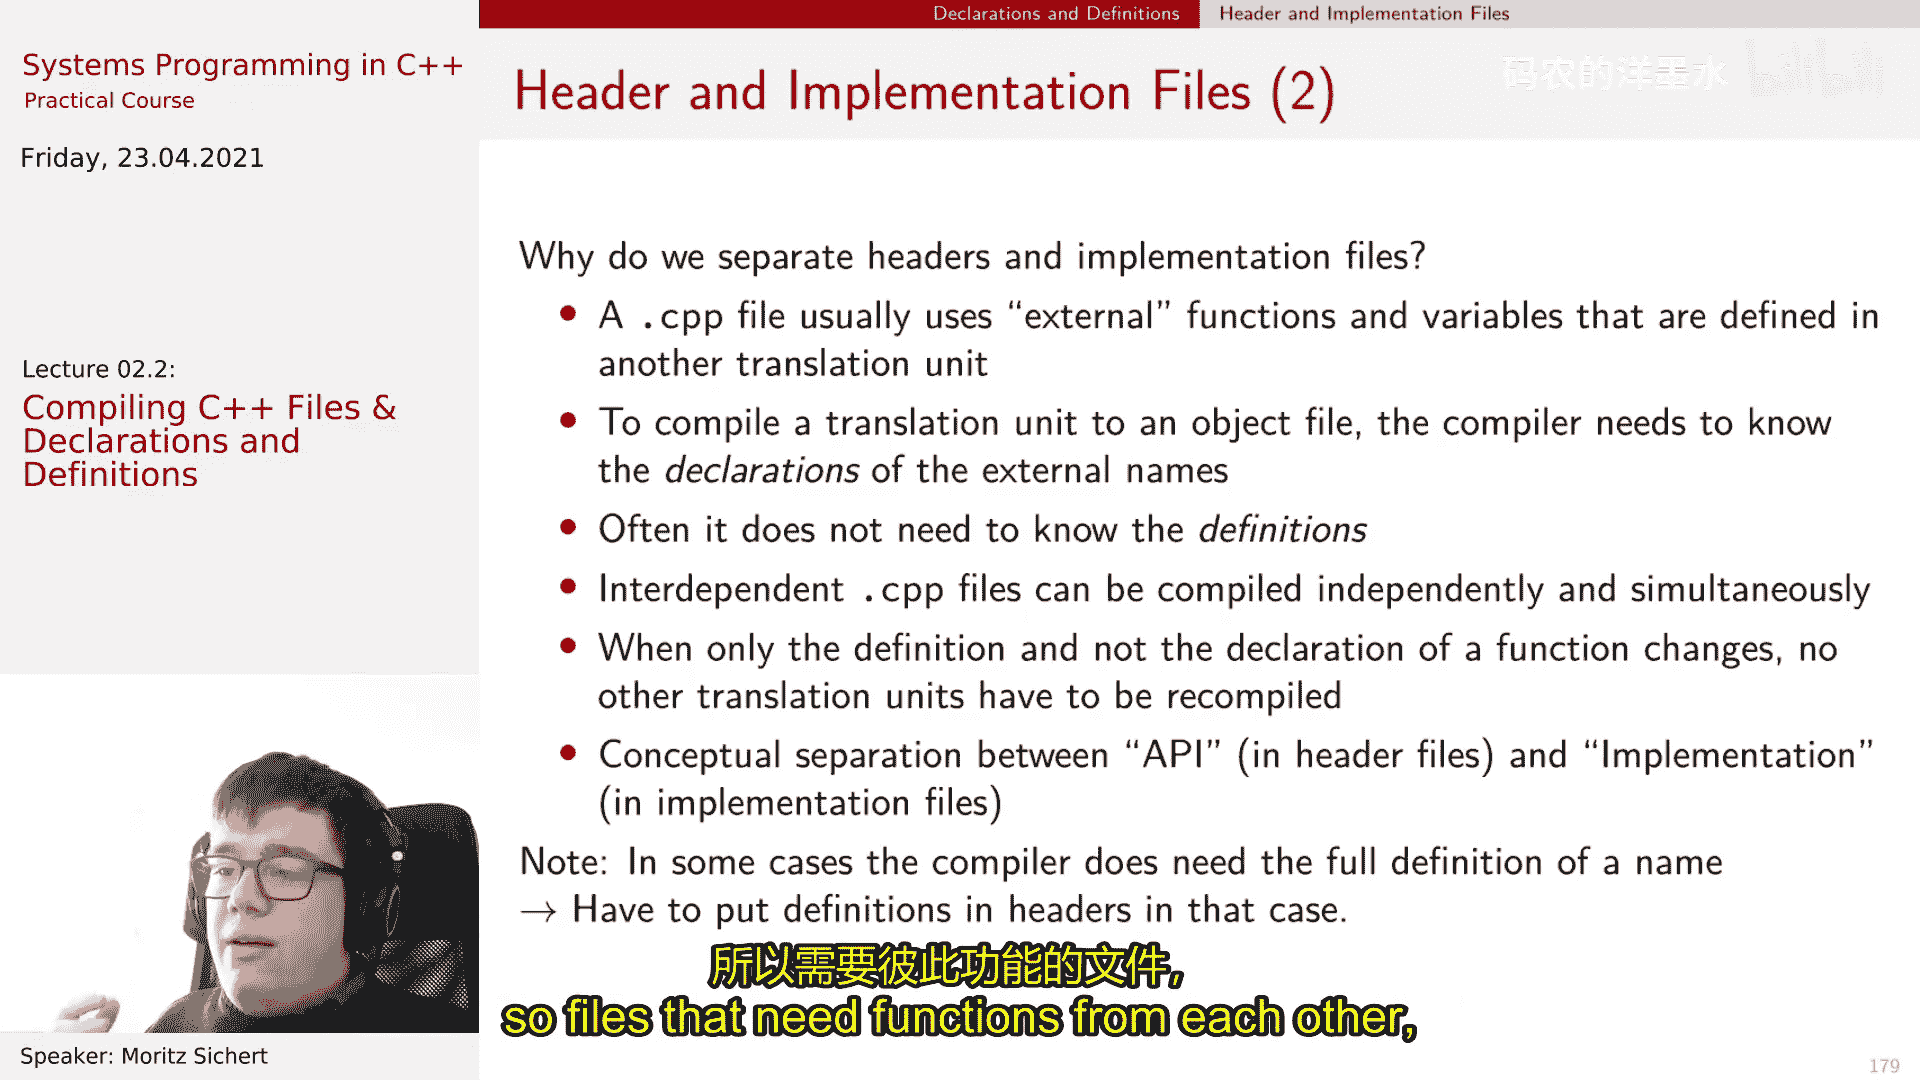 Declarations and Definitions
Header and Implementation Files
Systems Programming in C++
Practical Course
Friday, 23.04.2021
Lecture 02.2:
Compiling C++ Files &
Declarations and
Definitions
Header and Implementation Files (2)
码农的洋墨水
bilibili
Why do we separate headers and implementation files?
• A .cpp file usually uses “external” functions and variables that are defined in
another translation unit
• To compile a translation unit to an object file, the compiler needs to know
the declarations of the external names
• Often it does not need to know the definitions
• Interdependent .cpp files can be compiled independently and simultaneously
• When only the definition and not the declaration of a function changes, no
other translation units have to be recompiled
• Conceptual separation between “API” (in header files) and “Implementation”
(in implementation files)
Note: In some cases the compiler does need the full definition of a name
→ Have to put definitions in headers in that case.
所以需要彼此功能的文件,
so files that need functions from each other,
Speaker: Moritz Sichert
179